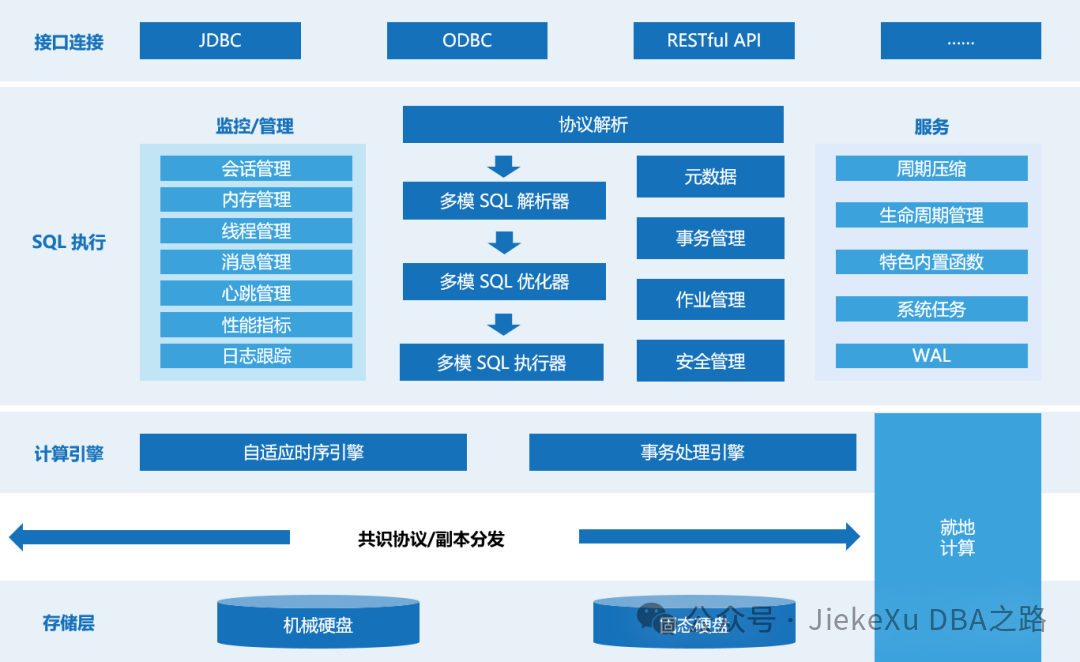 接口连接
JDBC
ODBC
RESTful API
......
SQL 执行
监控/管理
会话管理
内存管理
线程管理
消息管理
心跳管理
性能指标
日志跟踪
协议解析
多模 SQL 解析器
多模 SQL 优化器
多模 SQL 执行器
元数据
事务管理
作业管理
安全管理
服务
周期压缩
生命周期管理
特色内置函数
系统任务
WAL
计算引擎
自适应时序引擎
事务处理引擎
就地
计算
共识协议/副本分发
存储层
机械硬盘
固态硬盘
公众号 · JiekeXu DBA之路